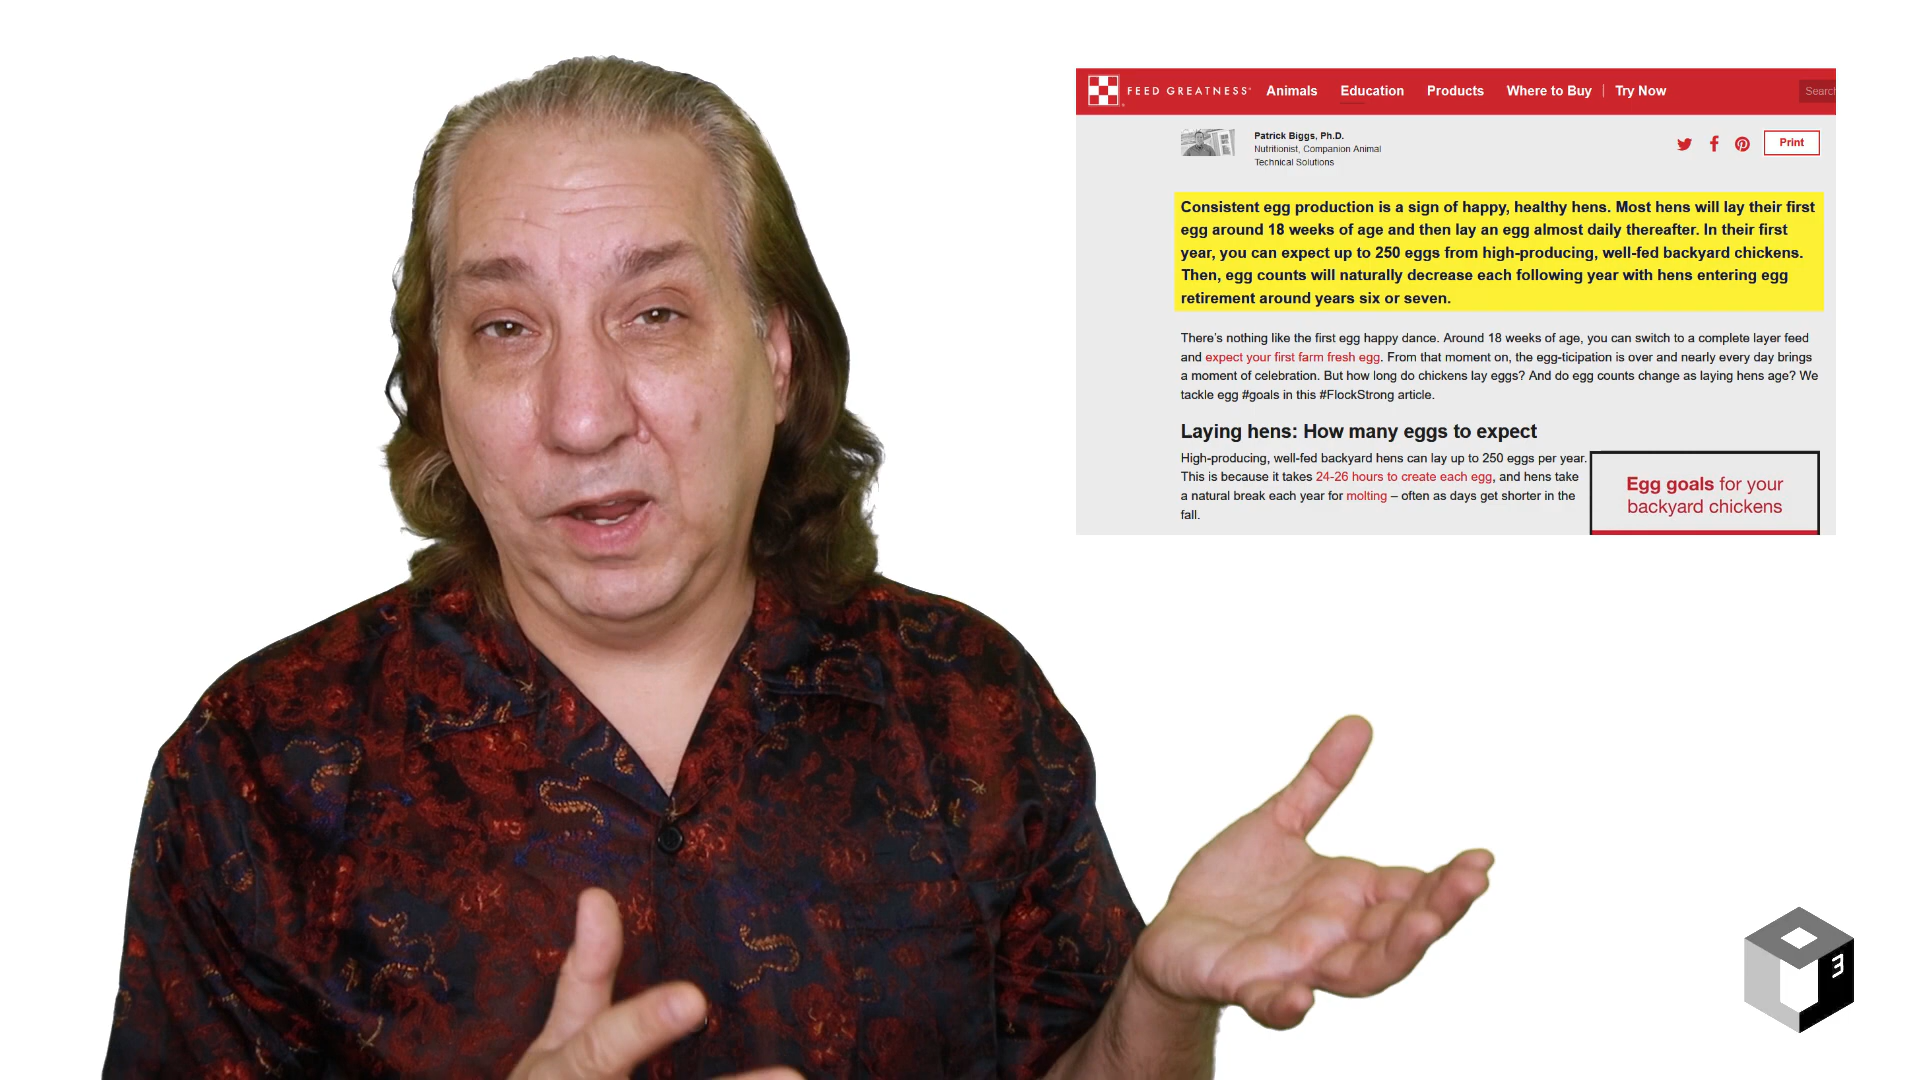 FEED GREATNESS
Animals
Education
Products
Where to Buy
Try Now
Search
Patrick Biggs, Ph.D.
Nutritionist, Companion Animal
Technical Solutions
Print
Consistent egg production is a sign of happy, healthy hens. Most hens will lay their first
egg around 18 weeks of age and then lay an egg almost daily thereafter. In their first
year, you can expect up to 250 eggs from high-producing, well-fed backyard chickens.
Then, egg counts will naturally decrease each following year with hens entering egg
retirement around years six or seven.
There's nothing like the first egg happy dance. Around 18 weeks of age, you can switch to a complete layer feed
and expect your first farm fresh egg. From that moment on, the egg-ticipation is over and nearly every day brings
a moment of celebration. But how long do chickens lay eggs? And do egg counts change as laying hens age? We
tackle egg #goals in this #FlockStrong article.
Laying hens: How many eggs to expect
High-producing, well-fed backyard hens can lay up to 250 eggs per year.
This is because it takes 24-26 hours to create each egg, and hens take
a natural break each year for molting – often as days get shorter in the
fall.
Egg goals for your
backyard chickens
3